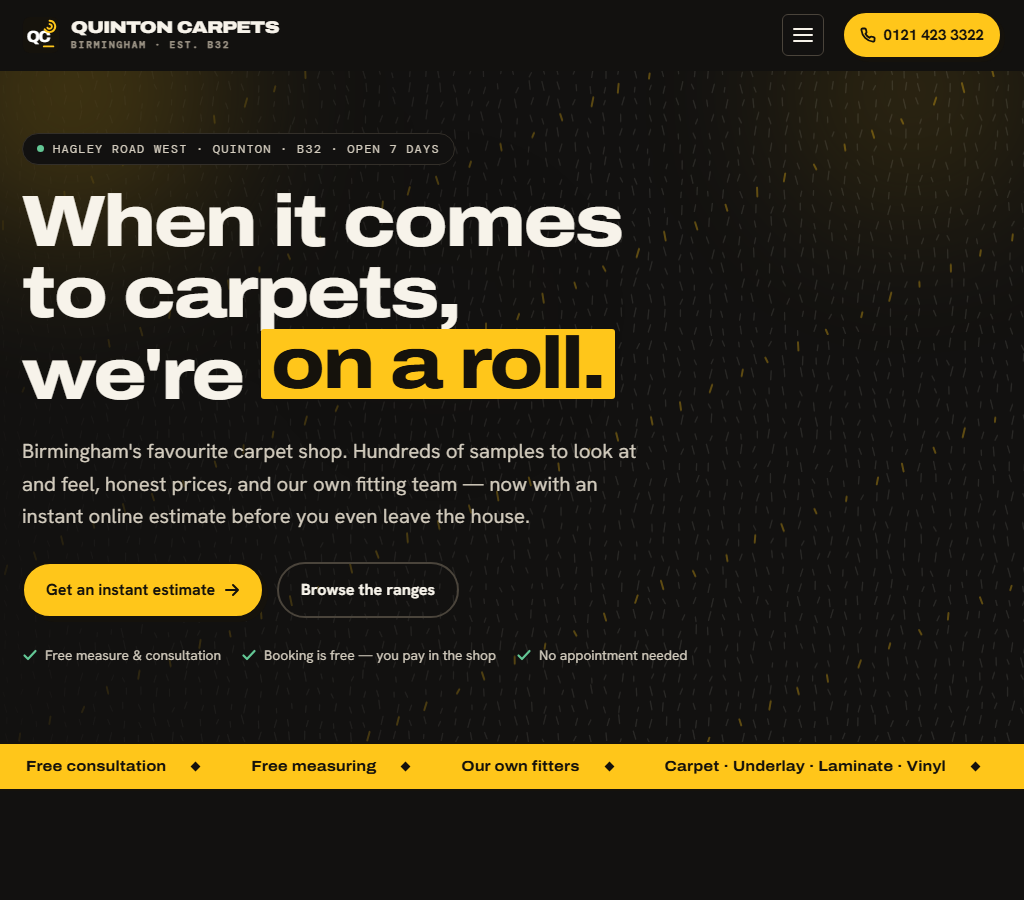 QC
QUINTON CARPETS
BIRMINGHAM · EST. B32
0121 423 3322
HAGLEY ROAD WEST · QUINTON · B32 · OPEN 7 DAYS
When it comes
to carpets,
we're on a roll.
Birmingham's favourite carpet shop. Hundreds of samples to look at
and feel, honest prices, and our own fitting team — now with an
instant online estimate before you even leave the house.
Get an instant estimate →
Browse the ranges
Free measure & consultation
Booking is free — you pay in the shop
No appointment needed
Free consultation ◆ Free measuring ◆ Our own fitters ◆ Carpet · Underlay · Laminate · Vinyl ◆